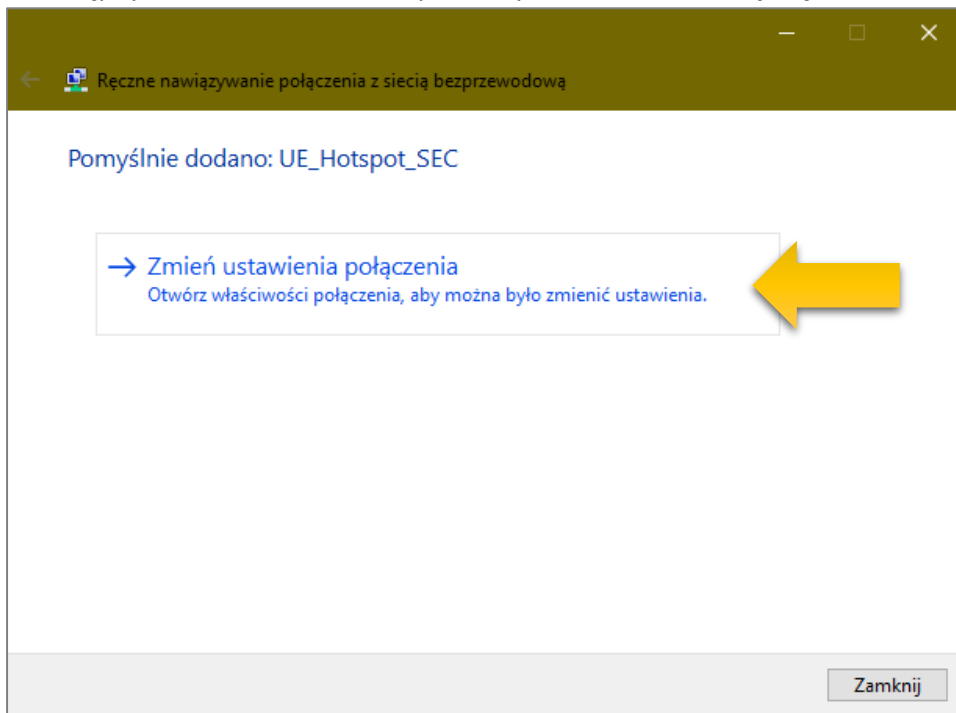 Ręczne nawiązywanie połączenia z siecią bezprzewodową
Pomyślnie dodano: UE_Hotspot_SEC
Zmień ustawienia połączenia
Otwórz właściwości połączenia, aby można było zmienić ustawienia.
Zamknij